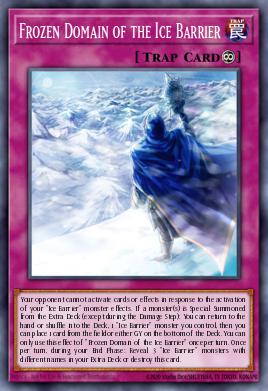 Frozen Domain of the Ice Barrier
TRAP
罠
[Trap Card
]
Your opponent cannot activate cards or effects in response to the activation
of your "Ice Barrier" monster effects. If a monster(s) is Special Summoned
from the Extra Deck (except during the Damage Step): You can return to the
hand or shuffle into the Deck, 1 "Ice Barrier" monster you control, then you
can place 1 card from the field or either GY on the bottom of the Deck. You can
only use this effect of "Frozen Domain of the Ice Barrier" once per turn. Once
per turn, during your End Phase: Reveal 3 "Ice Barrier" monsters with
different names in your Extra Deck or destroy this card.